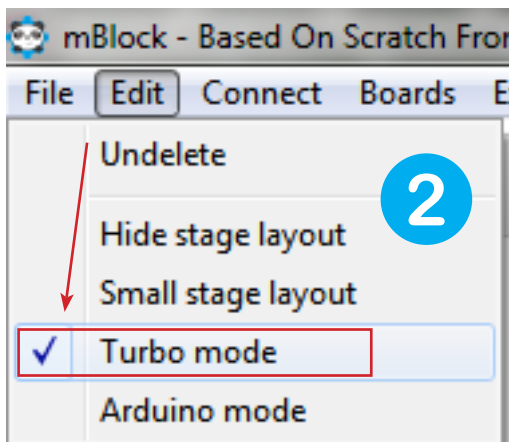 mBlock - Based On Scratch Fro
File Edit Connect Boards E
Undelete
2
Hide stage layout
Small stage layout
Turbo mode
Arduino mode